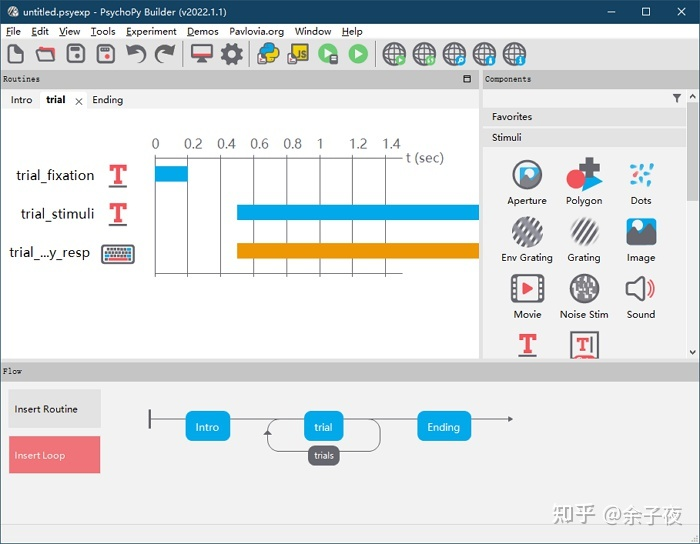 untitled.psyexp - PsychoPy Builder (v2022.1.1)
File Edit View Tools Experiment Demos Pavlovia.org Window Help
Routines
Components
Intro trial Ending
Favorites
Stimuli
0 0.2 0.4 0.6 0.8 1 1.2 1.4
t (sec)
trial_fixation
trial_stimuli
trial_...y_resp
Aperture Polygon Dots
Env Grating Grating Image
Movie Noise Stim Sound
Flow
Insert Routine
Insert Loop
Intro trial Ending
trials
知乎 @余子夜